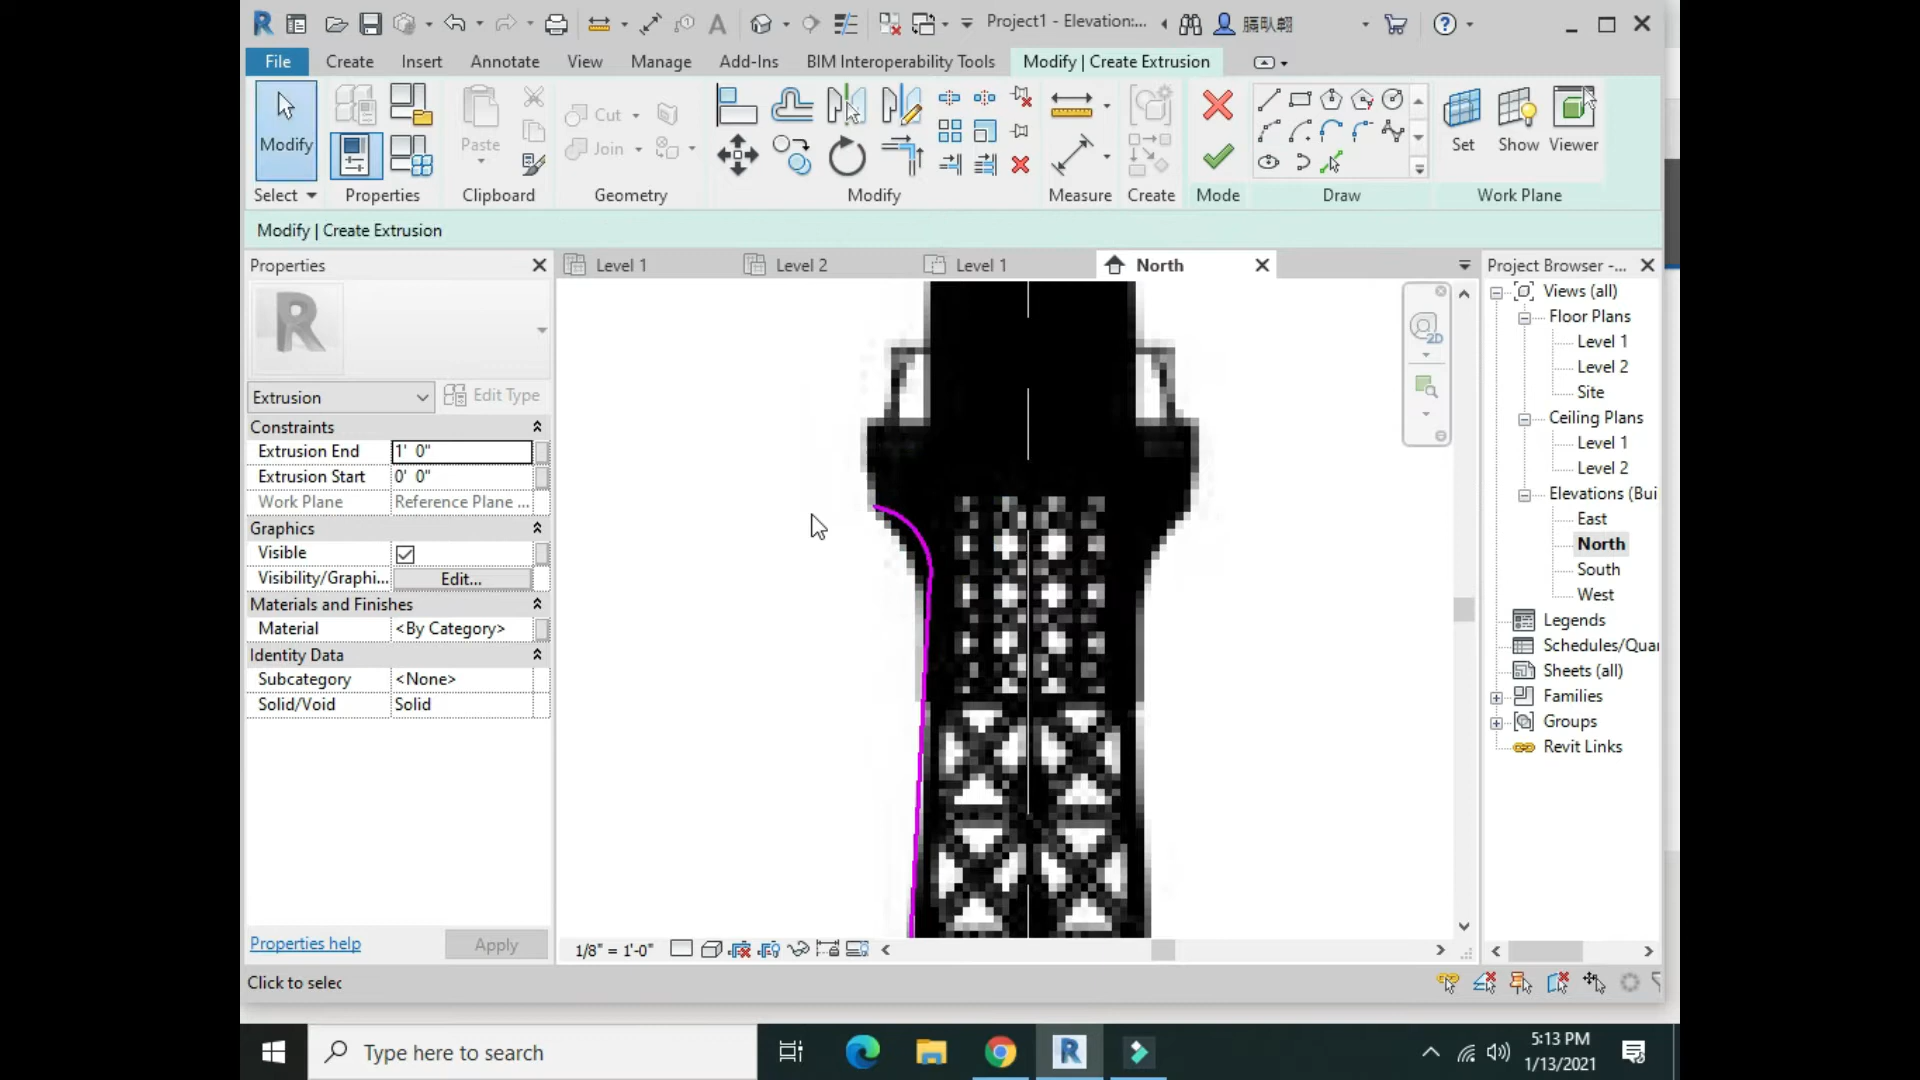 Project1 - Elevation:...
File
Create
Insert
Annotate
View
Manage
Add-Ins
BIM Interoperability Tools
Modify | Create Extrusion
Modify
Paste
Cut
Join
Set
Show
Viewer
Select
Properties
Clipboard
Geometry
Modify
Measure
Create
Mode
Draw
Work Plane
Modify | Create Extrusion
Properties
Level 1
Level 2
Level 1
North
Project Browser -...
Extrusion
Edit Type
Constraints
Extrusion End
1' 0"
Extrusion Start
0' 0"
Work Plane
Reference Plane ...
Graphics
Visible
Visibility/Graphi...
Edit...
Materials and Finishes
Material
<By Category>
Identity Data
Subcategory
<None>
Solid/Void
Solid
Properties help
Apply
2D
Views (all)
Floor Plans
Level 1
Level 2
Site
Ceiling Plans
Level 1
Level 2
Elevations (Bui
East
North
South
West
Legends
Schedules/Quan
Sheets (all)
Families
Groups
Revit Links
1/8" = 1'-0"
Click to selec
Type here to search
5:13 PM
1/13/2021